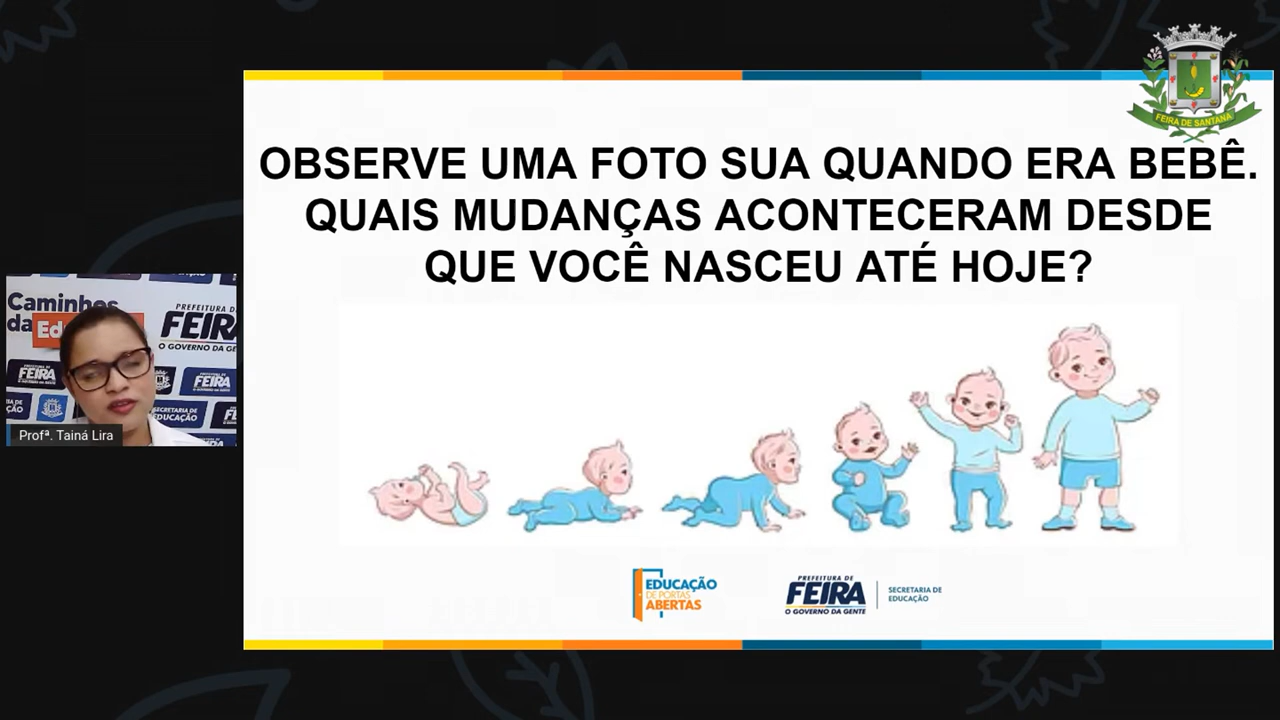 FEIRA DE SANTANA
OBSERVE UMA FOTO SUA QUANDO ERA BEBÊ.
QUAIS MUDANÇAS ACONTECERAM DESDE
QUE VOCÊ NASCEU ATÉ HOJE?
Caminhos
da
PREFEITURA DE
FEIRA
O GOVERNO DA GENTE
FEIRA
FEIRA
SECRETARIA DE
EDUCAÇÃO
Profª. Tainá Lira
EDUCAÇÃO
DE PORTAS
ABERTAS
PREFEITURA DE
FEIRA
O GOVERNO DA GENTE
SECRETARIA DE
EDUCAÇÃO